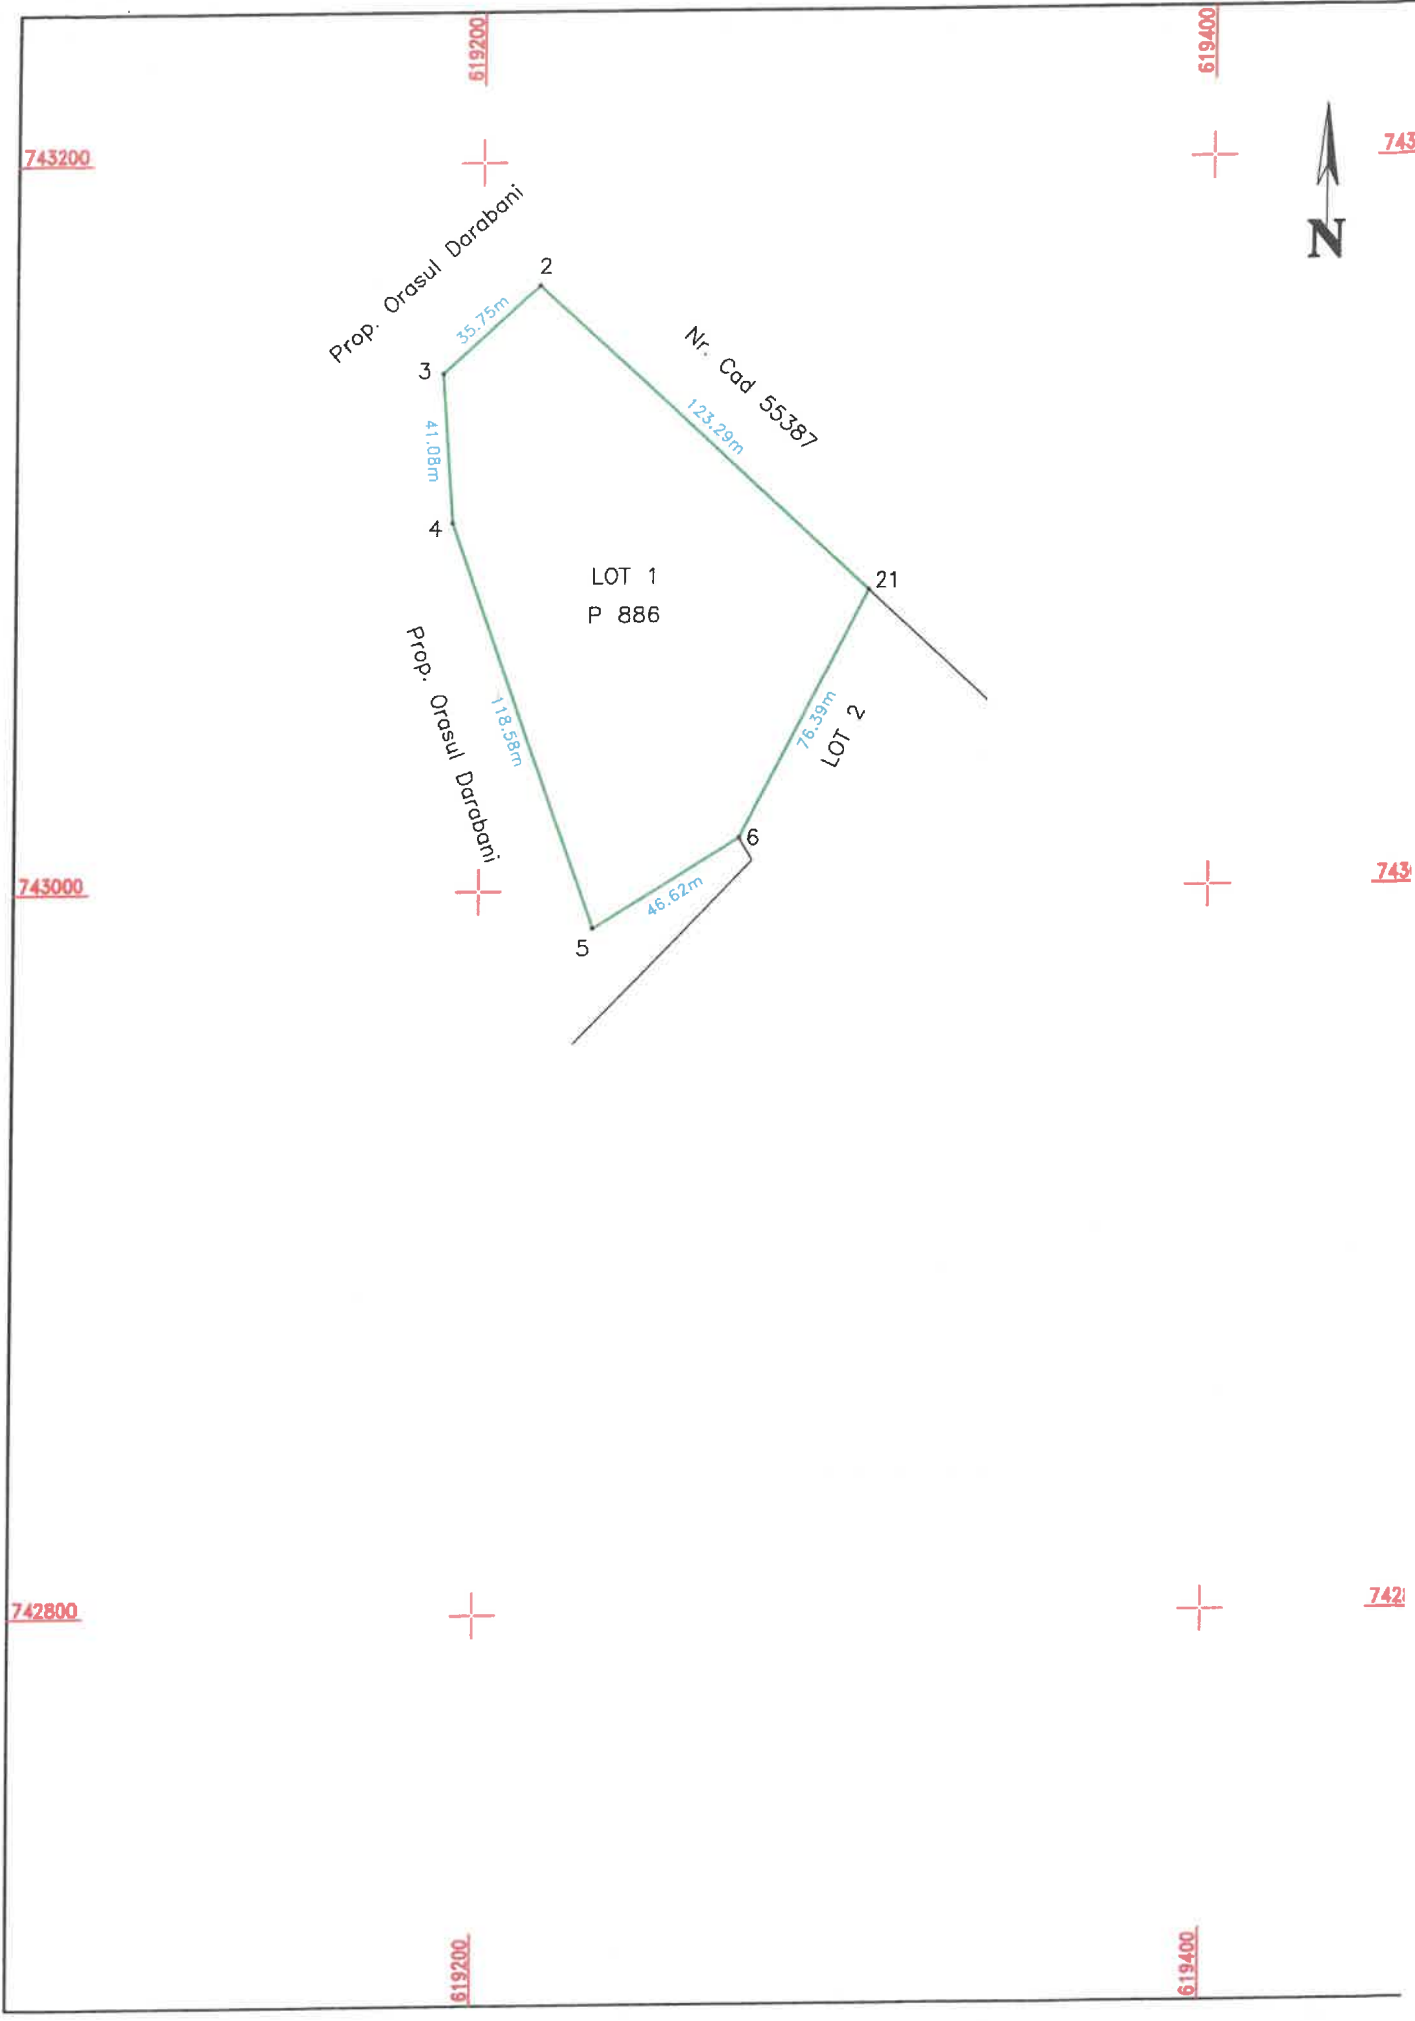 619200
619400
743200
743
N
Prop. Orasul Darabani
2
35.75m
Nr. Cad 55387
3
123.29m
41.08m
4
LOT 1
21
P 886
Prop. Orasul Darabani
118.58m
76.39m
LOT 2
6
743000
743
46.62m
5
742800
742
619200
619400